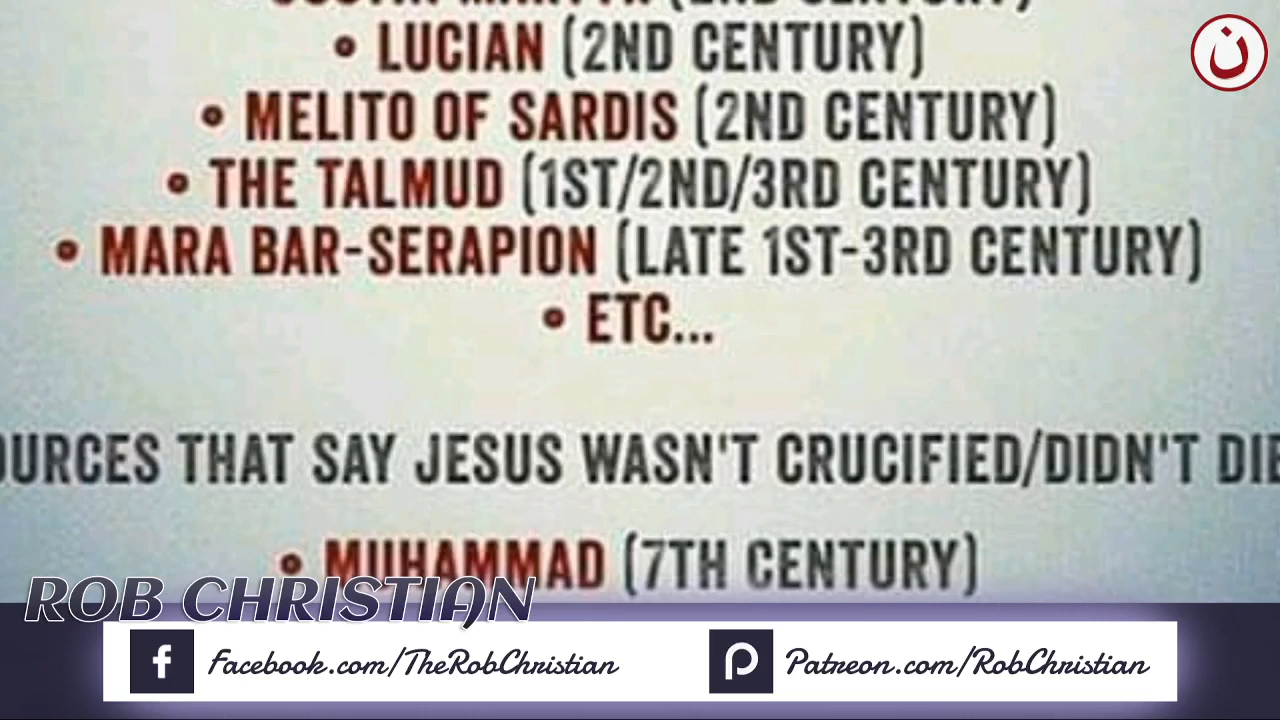 • LUCIAN (2ND CENTURY)
• MELITO OF SARDIS (2ND CENTURY)
• THE TALMUD (1ST/2ND/3RD CENTURY)
• MARA BAR-SERAPION (LATE 1ST-3RD CENTURY)
• ETC...
OURCES THAT SAY JESUS WASN'T CRUCIFIED/DIDN'T DIE
• MUHAMMAD (7TH CENTURY)
ROB CHRISTIAN
Facebook.com/TheRobChristian
Patreon.com/RobChristian
ن